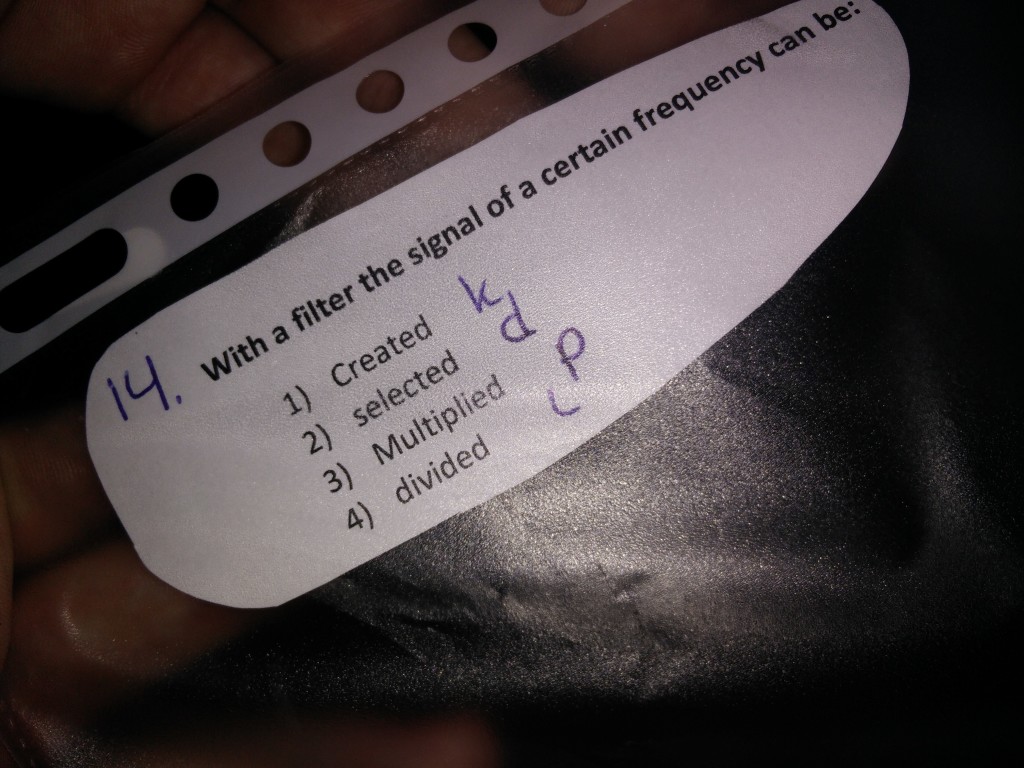 14. With a filter the signal of a certain frequency can be:
1) Created k
2) selected d
3) Multiplied p
4) divided L